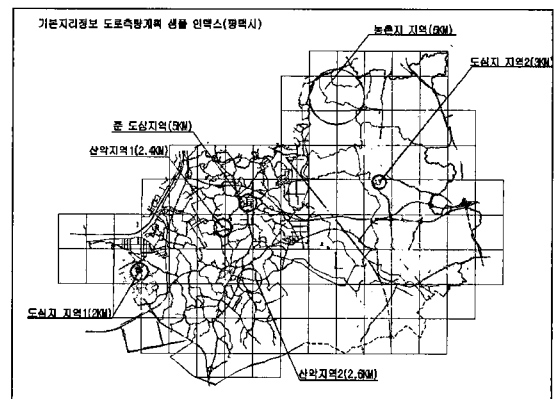 기본지리정보 도로측량계획 샘플 인덱스(평택시)
농촌지 지역(5KM)
도심지 지역2(3KM)
준 도심지역(5KM)
산악지역1(2.4KM)
도심지 지역1(2KM)
산악지역2(2.6KM)